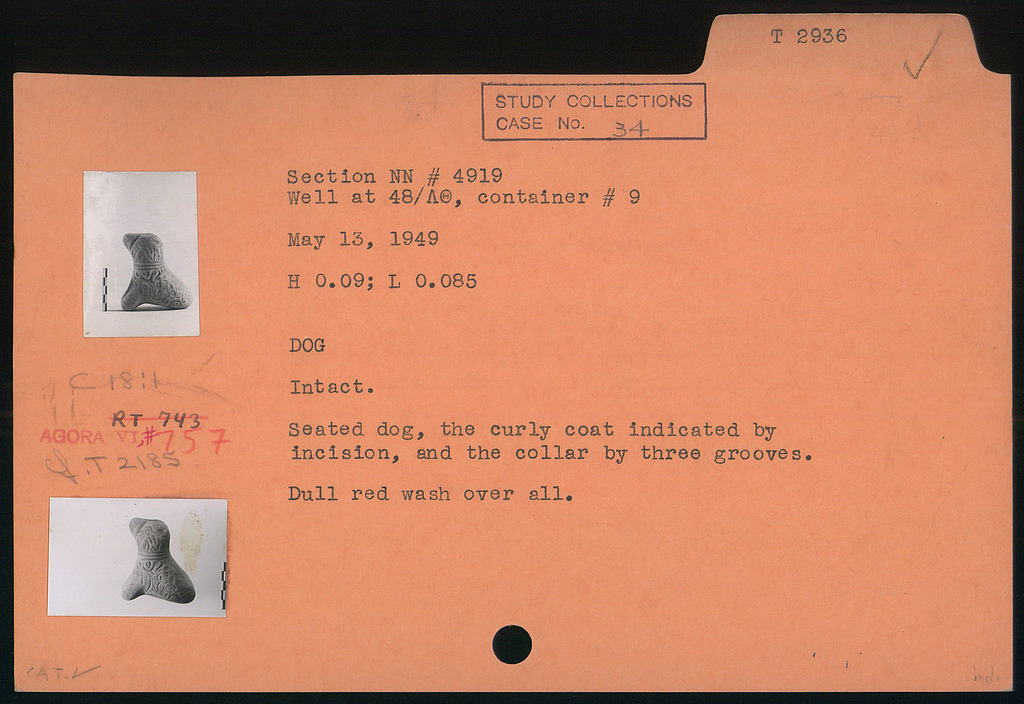 T 2936
STUDY COLLECTIONS
CASE No. 34
Section NN # 4919
Well at 48/ΛΘ, container # 9
May 13, 1949
H 0.09; L 0.085
DOG
Intact.
Seated dog, the curly coat indicated by
incision, and the collar by three grooves.
Dull red wash over all.
C 18:1
RT 743
AGORA VI,#757
Cf. T 2185
CAT. ✓
ind.